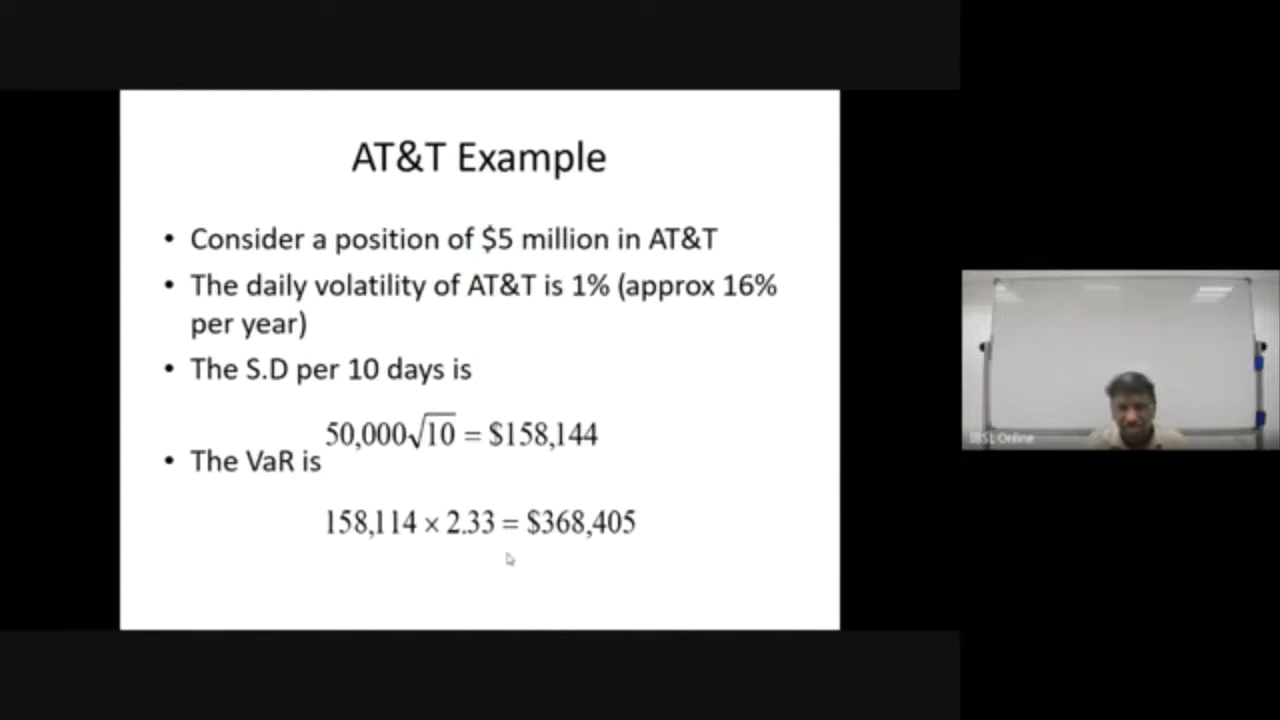 AT&T Example
• Consider a position of $5 million in AT&T
• The daily volatility of AT&T is 1% (approx 16%
per year)
• The S.D per 10 days is
50,000√10 = $158,144
• The VaR is
158,114 × 2.33 = $368,405
SL Online